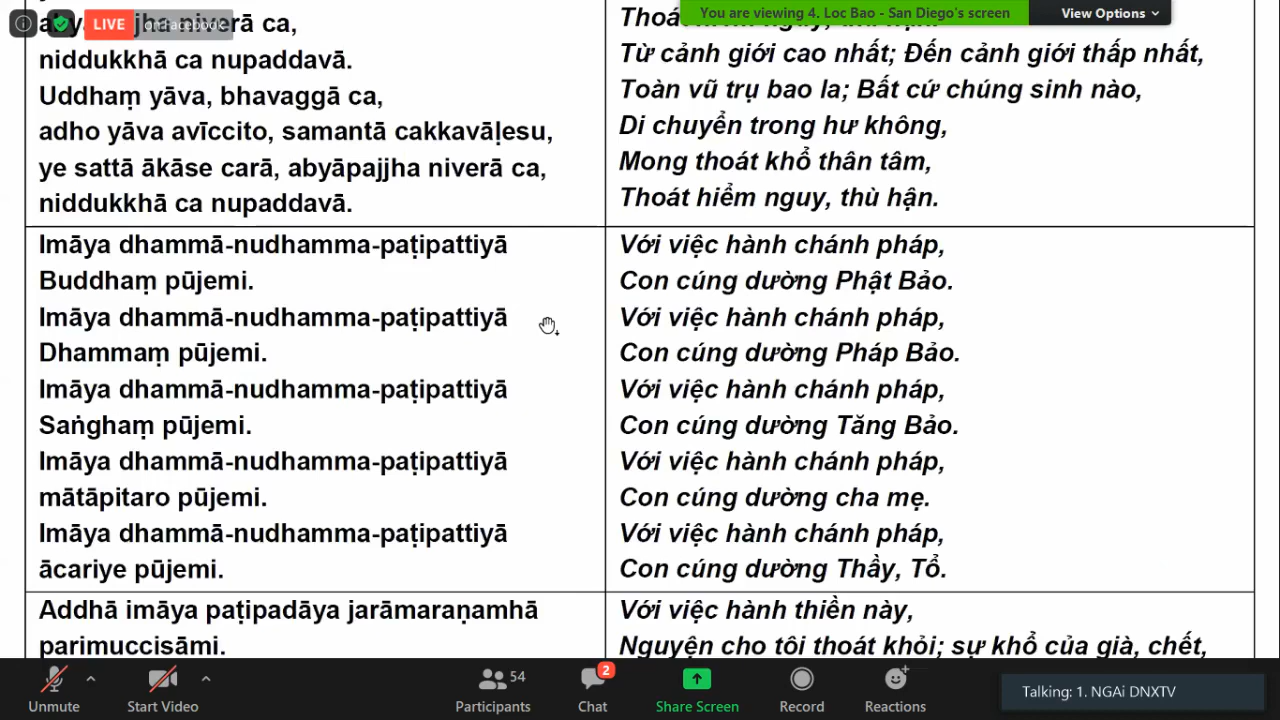 LIVE on Facebook
You are viewing 4. Loc Bao - San Diego's screen
View Options
niverā ca,
niddukkhā ca nupaddavā.
Uddhaṃ yāva, bhavaggā ca,
adho yāva avīccito, samantā cakkavāḷesu,
ye sattā ākāse carā, abyāpajjha niverā ca,
niddukkhā ca nupaddavā.
Từ cảnh giới cao nhất; Đến cảnh giới thấp nhất,
Toàn vũ trụ bao la; Bất cứ chúng sinh nào,
Di chuyển trong hư không,
Mong thoát khổ thân tâm,
Thoát hiểm nguy, thù hận.
Imāya dhammā-nudhamma-paṭipattiyā
Buddhaṃ pūjemi.
Imāya dhammā-nudhamma-paṭipattiyā
Dhammaṃ pūjemi.
Imāya dhammā-nudhamma-paṭipattiyā
Saṅghaṃ pūjemi.
Imāya dhammā-nudhamma-paṭipattiyā
mātāpitaro pūjemi.
Imāya dhammā-nudhamma-paṭipattiyā
ācariye pūjemi.
Với việc hành chánh pháp,
Con cúng dường Phật Bảo.
Với việc hành chánh pháp,
Con cúng dường Pháp Bảo.
Với việc hành chánh pháp,
Con cúng dường Tăng Bảo.
Với việc hành chánh pháp,
Con cúng dường cha mẹ.
Với việc hành chánh pháp,
Con cúng dường Thầy, Tổ.
Addhā imāya paṭipadāya jarāmaraṇamhā
parimuccisāmi.
Với việc hành thiền này,
Nguyện cho tôi thoát khỏi; sự khổ của già, chết,
Unmute
Start Video
Participants 54
Chat 2
Share Screen
Record
Reactions
Talking: 1. NGAi DNXTV